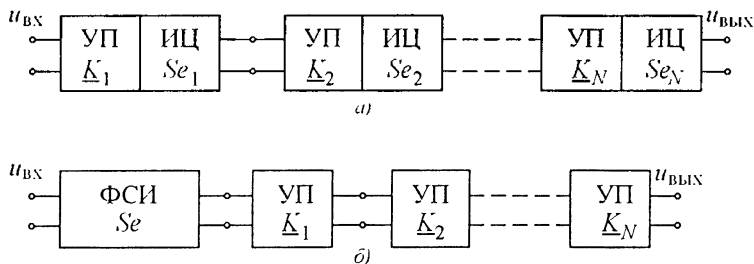 uвх
УП ИЦ УП ИЦ УП ИЦ uвых
K1 Se1 K2 Se2 KN SeN
а)
uвх
ФСИ УП УП УП uвых
Se K1 K2 KN
б)